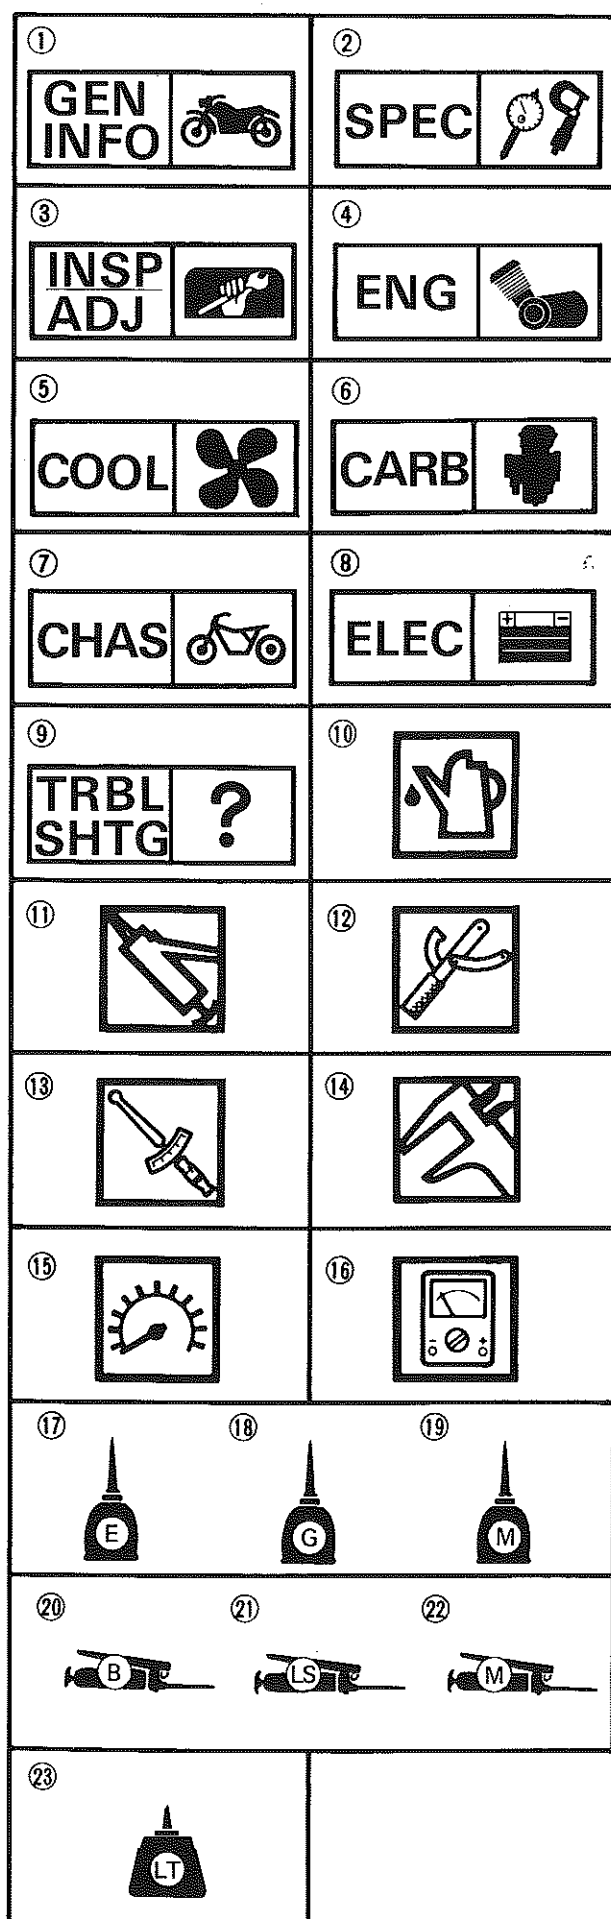 ① ②
GEN
INFO
SPEC
③ ④
INSP
ADJ
ENG
⑤ ⑥
COOL
CARB
⑦ ⑧
CHAS
ELEC
+ −
⑨ ⑩
TRBL
SHTG
?
⑪ ⑫
⑬ ⑭
⑮ ⑯
− +
⑰ ⑱ ⑲
E G M
⑳ ㉑ ㉒
B LS M
㉓
LT